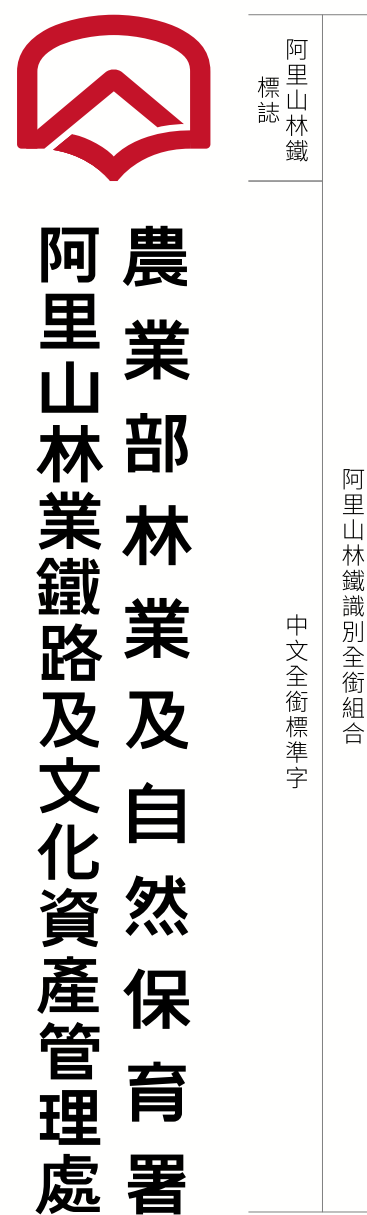 農業部林業及自然保育署
阿里山林業鐵路及文化資產管理處
阿里山林鐵
標誌
中文全銜標準字
阿里山林鐵識別全銜組合